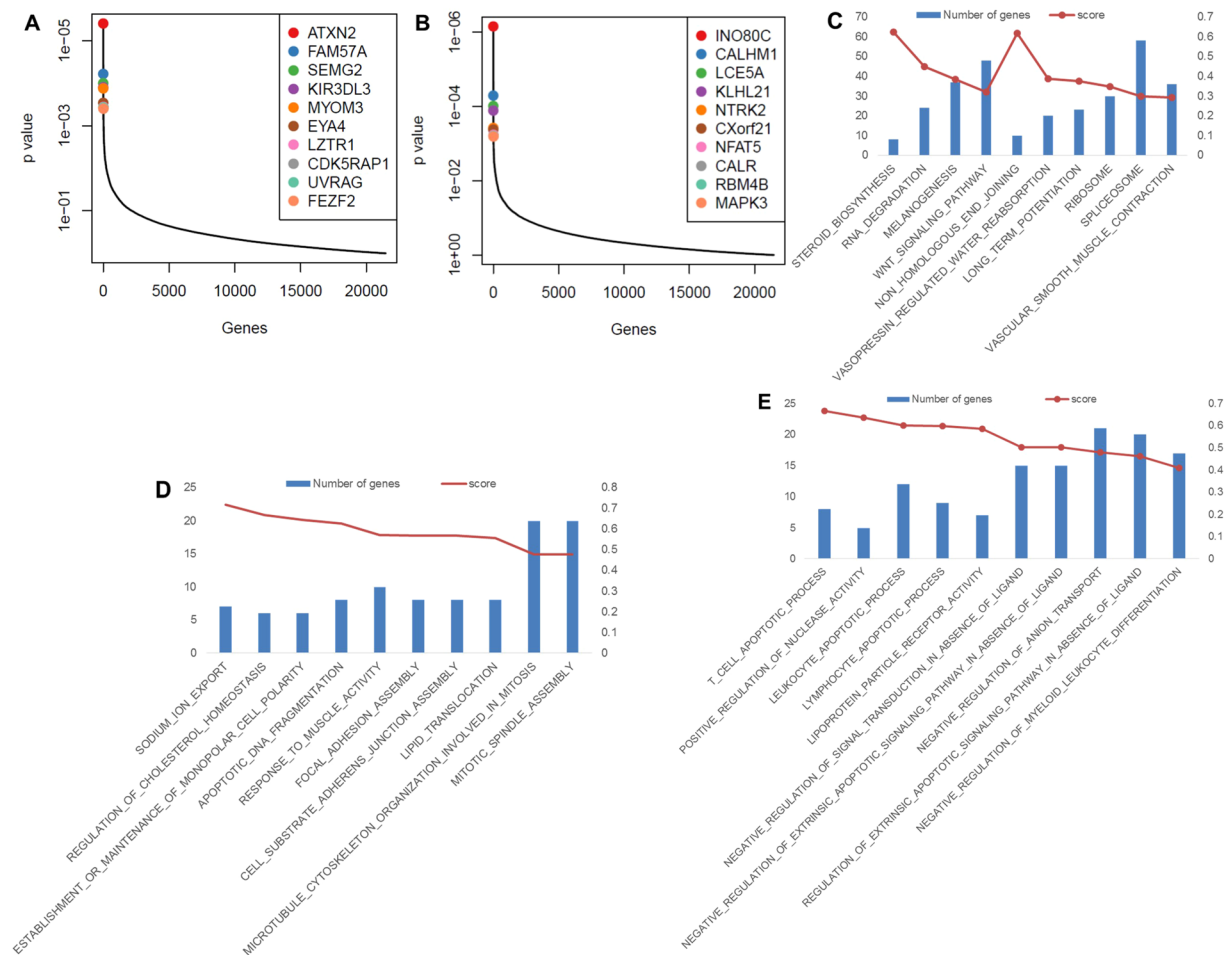 A
p value
1e-05
1e-03
1e-01
ATXN2
FAM57A
SEMG2
KIR3DL3
MYOM3
EYA4
LZTR1
CDK5RAP1
UVRAG
FEZF2
0 5000 10000 15000 20000
Genes
B
p value
1e-06
1e-04
1e-02
1e+00
INO80C
CALHM1
LCE5A
KLHL21
NTRK2
CXorf21
NFAT5
CALR
RBM4B
MAPK3
0 5000 10000 15000 20000
Genes
C
Number of genes score
70
60
50
40
30
20
10
0
0.7
0.6
0.5
0.4
0.3
0.2
0.1
0
STEROID_BIOSYNTHESIS
RNA_DEGRADATION
MELANOGENESIS
WNT_SIGNALING_PATHWAY
NON_HOMOLOGOUS_END_JOINING
VASOPRESSIN_REGULATED_WATER_REABSORPTION
LONG_TERM_POTENTIATION
RIBOSOME
SPLICEOSOME
VASCULAR_SMOOTH_MUSCLE_CONTRACTION
D
Number of genes score
25
20
15
10
5
0
0.8
0.7
0.6
0.5
0.4
0.3
0.2
0.1
0
SODIUM_ION_EXPORT
REGULATION_OF_CHOLESTEROL_HOMEOSTASIS
ESTABLISHMENT_OR_MAINTENANCE_OF_MONOPOLAR_CELL_POLARITY
APOPTOTIC_DNA_FRAGMENTATION
RESPONSE_TO_MUSCLE_ACTIVITY
FOCAL_ADHESION_ASSEMBLY
CELL_SUBSTRATE_ADHERENS_JUNCTION_ASSEMBLY
LIPID_TRANSLOCATION
MICROTUBULE_CYTOSKELETON_ORGANIZATION_INVOLVED_IN_MITOSIS
MITOTIC_SPINDLE_ASSEMBLY
E
Number of genes score
25
20
15
10
5
0
0.7
0.6
0.5
0.4
0.3
0.2
0.1
0
T_CELL_APOPTOTIC_PROCESS
POSITIVE_REGULATION_OF_NUCLEASE_ACTIVITY
LEUKOCYTE_APOPTOTIC_PROCESS
LYMPHOCYTE_APOPTOTIC_PROCESS
LIPOPROTEIN_PARTICLE_RECEPTOR_ACTIVITY
NEGATIVE_REGULATION_OF_SIGNAL_TRANSDUCTION_IN_ABSENCE_OF_LIGAND
NEGATIVE_REGULATION_OF_EXTRINSIC_APOPTOTIC_SIGNALING_PATHWAY_IN_ABSENCE_OF_LIGAND
NEGATIVE_REGULATION_OF_ANION_TRANSPORT
REGULATION_OF_EXTRINSIC_APOPTOTIC_SIGNALING_PATHWAY_IN_ABSENCE_OF_LIGAND
NEGATIVE_REGULATION_OF_MYELOID_LEUKOCYTE_DIFFERENTIATION